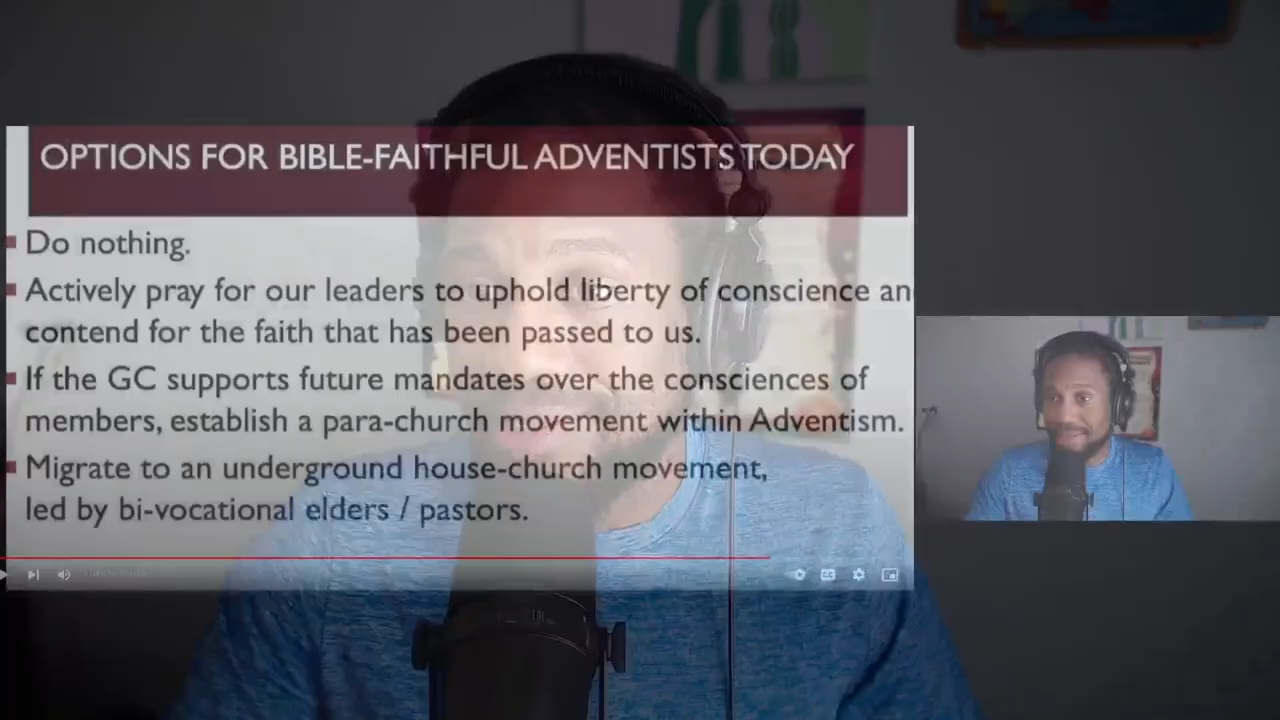 OPTIONS FOR BIBLE-FAITHFUL ADVENTISTS TODAY
Do nothing.
Actively pray for our leaders to uphold liberty of conscience an
contend for the faith that has been passed to us.
If the GC supports future mandates over the consciences of
members, establish a para-church movement within Adventism.
Migrate to an underground house-church movement,
led by bi-vocational elders / pastors.
CC